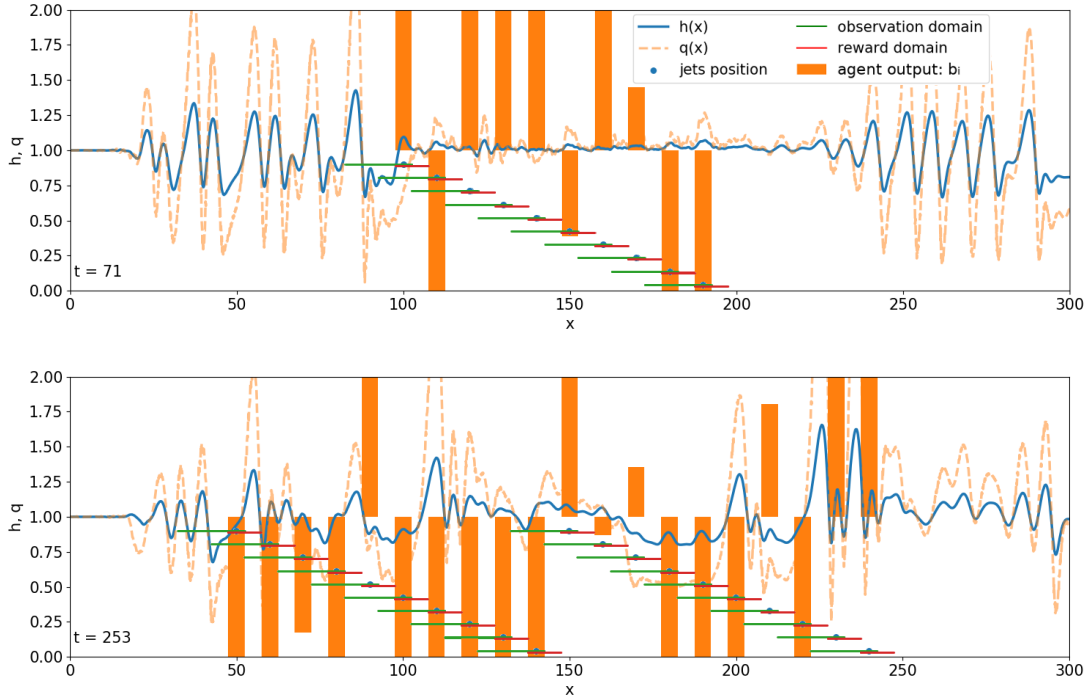 2.00
1.75
1.50
1.25
1.00
0.75
0.50
0.25
0.00
h, q
h(x)
q(x)
jets position
observation domain
reward domain
agent output: bᵢ
t = 71
0 50 100 150 200 250 300
x
2.00
1.75
1.50
1.25
1.00
0.75
0.50
0.25
0.00
h, q
t = 253
0 50 100 150 200 250 300
x